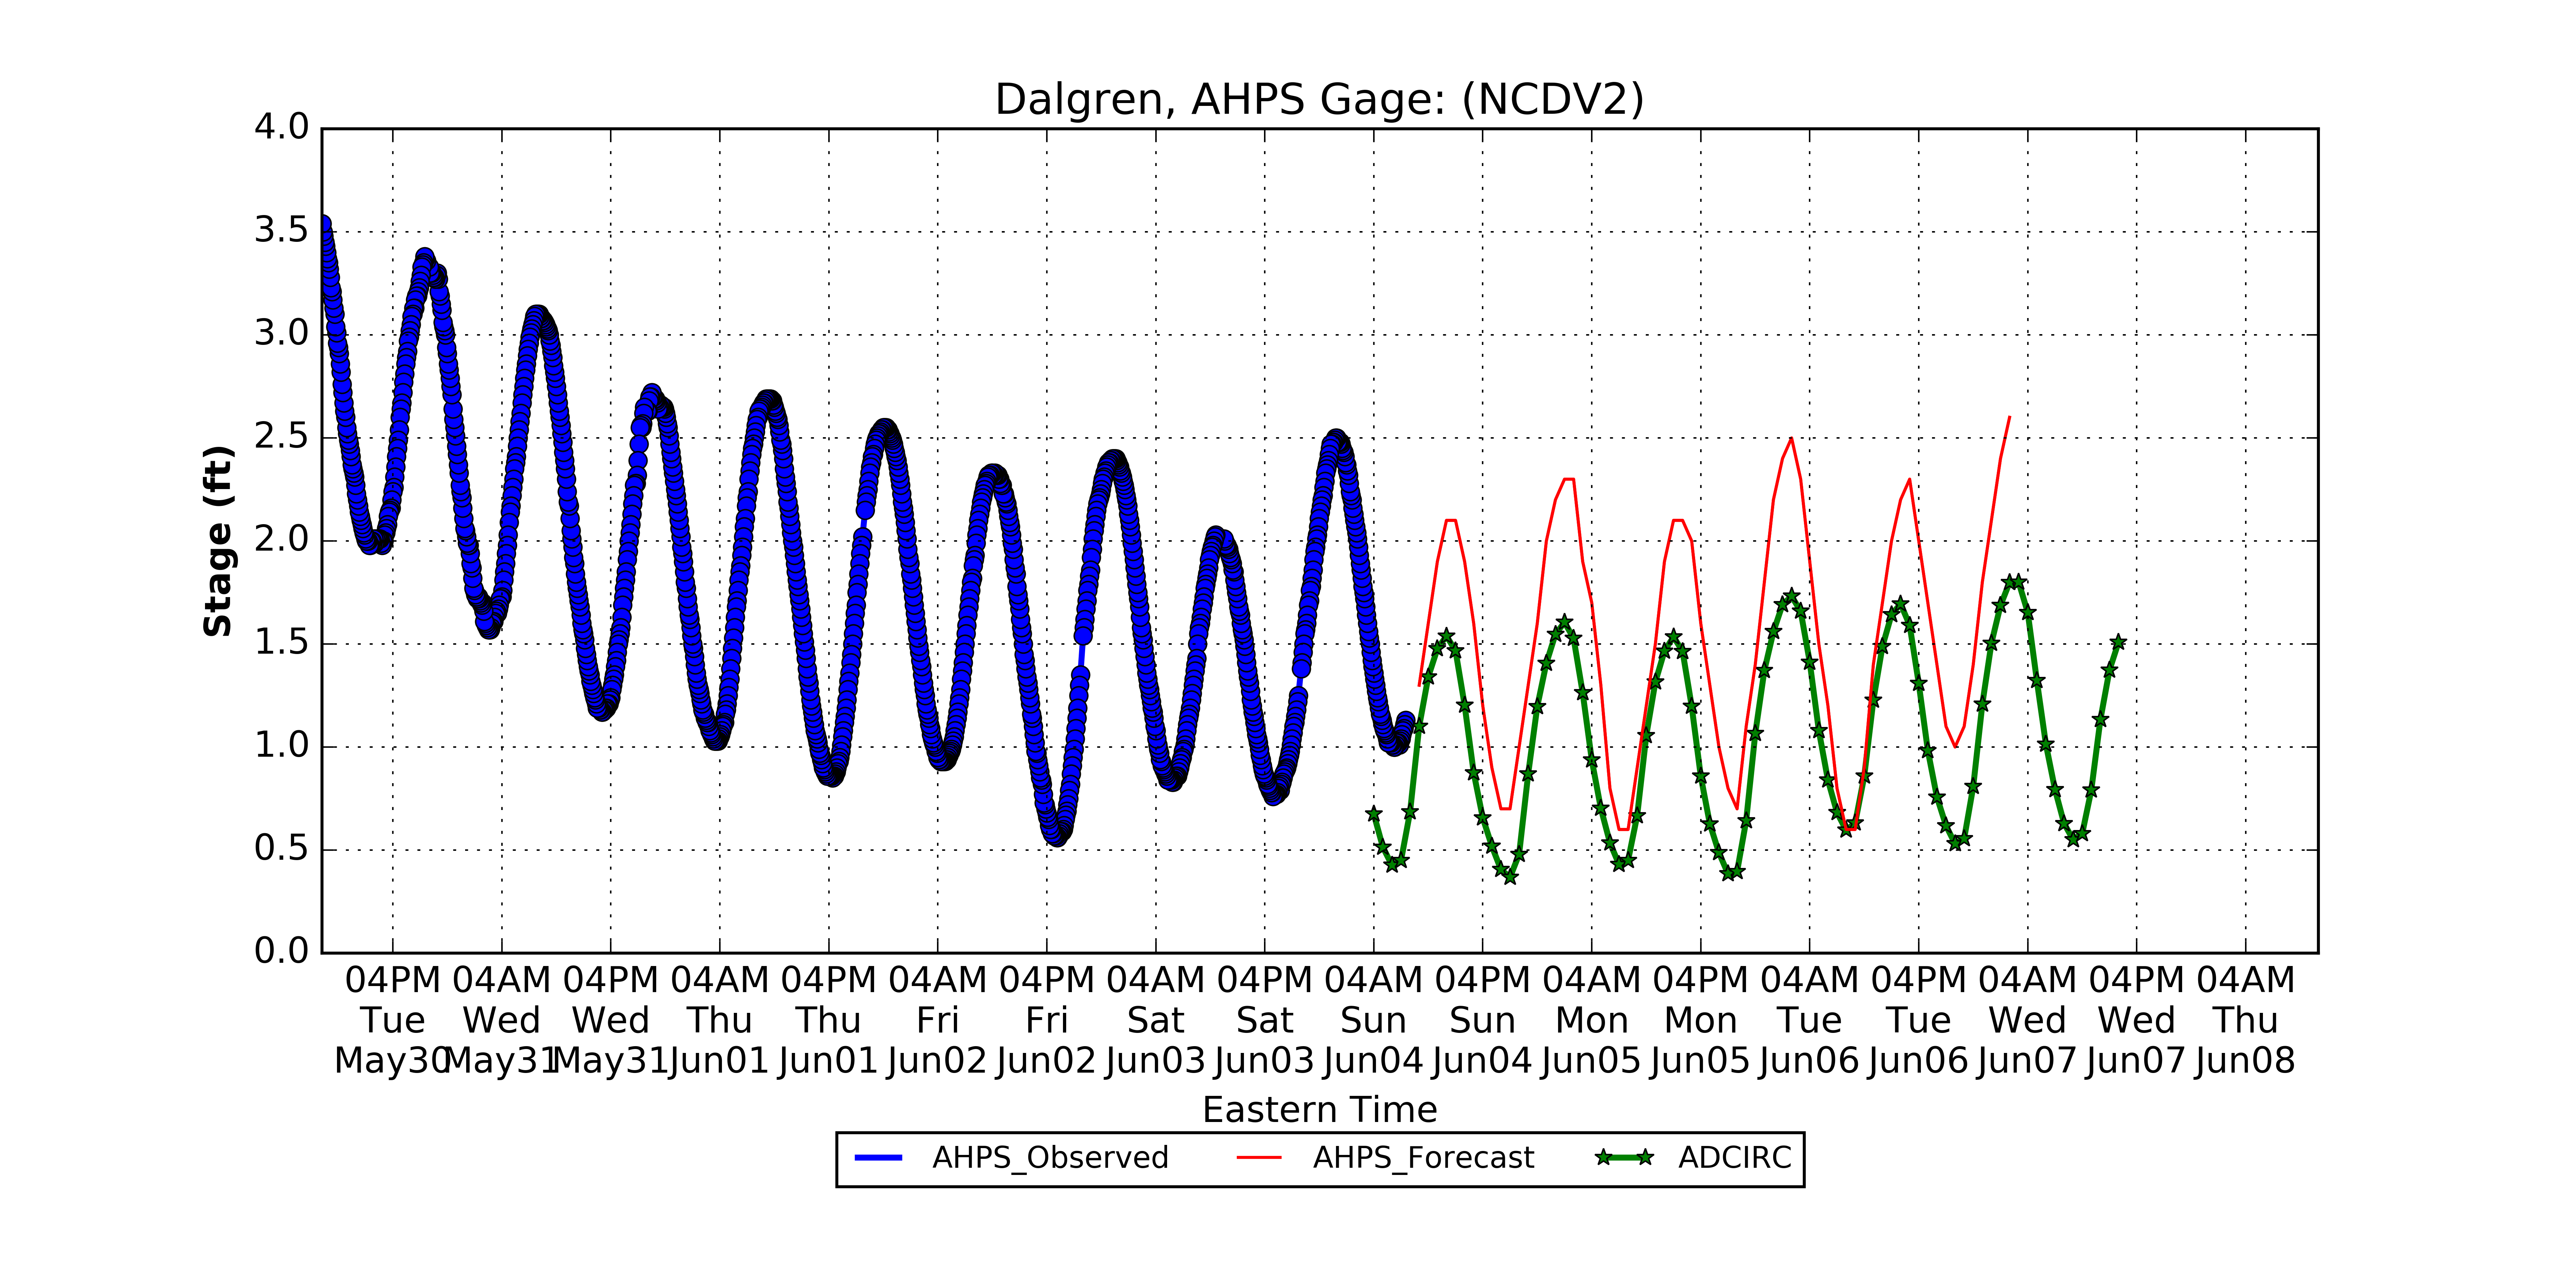 Dalgren, AHPS Gage: (NCDV2)
4.0
3.5
3.0
2.5
2.0
1.5
1.0
0.5
0.0
Stage (ft)
04PM 04AM 04PM 04AM 04PM 04AM 04PM 04AM 04PM 04AM 04PM 04AM 04PM 04AM 04PM 04AM 04PM 04AM
Tue Wed Wed Thu Thu Fri Fri Sat Sat Sun Sun Mon Mon Tue Tue Wed Wed Thu
May30 May31 May31 Jun01 Jun01 Jun02 Jun02 Jun03 Jun03 Jun04 Jun04 Jun05 Jun05 Jun06 Jun06 Jun07 Jun07 Jun08
Eastern Time
AHPS_Observed AHPS_Forecast ADCIRC